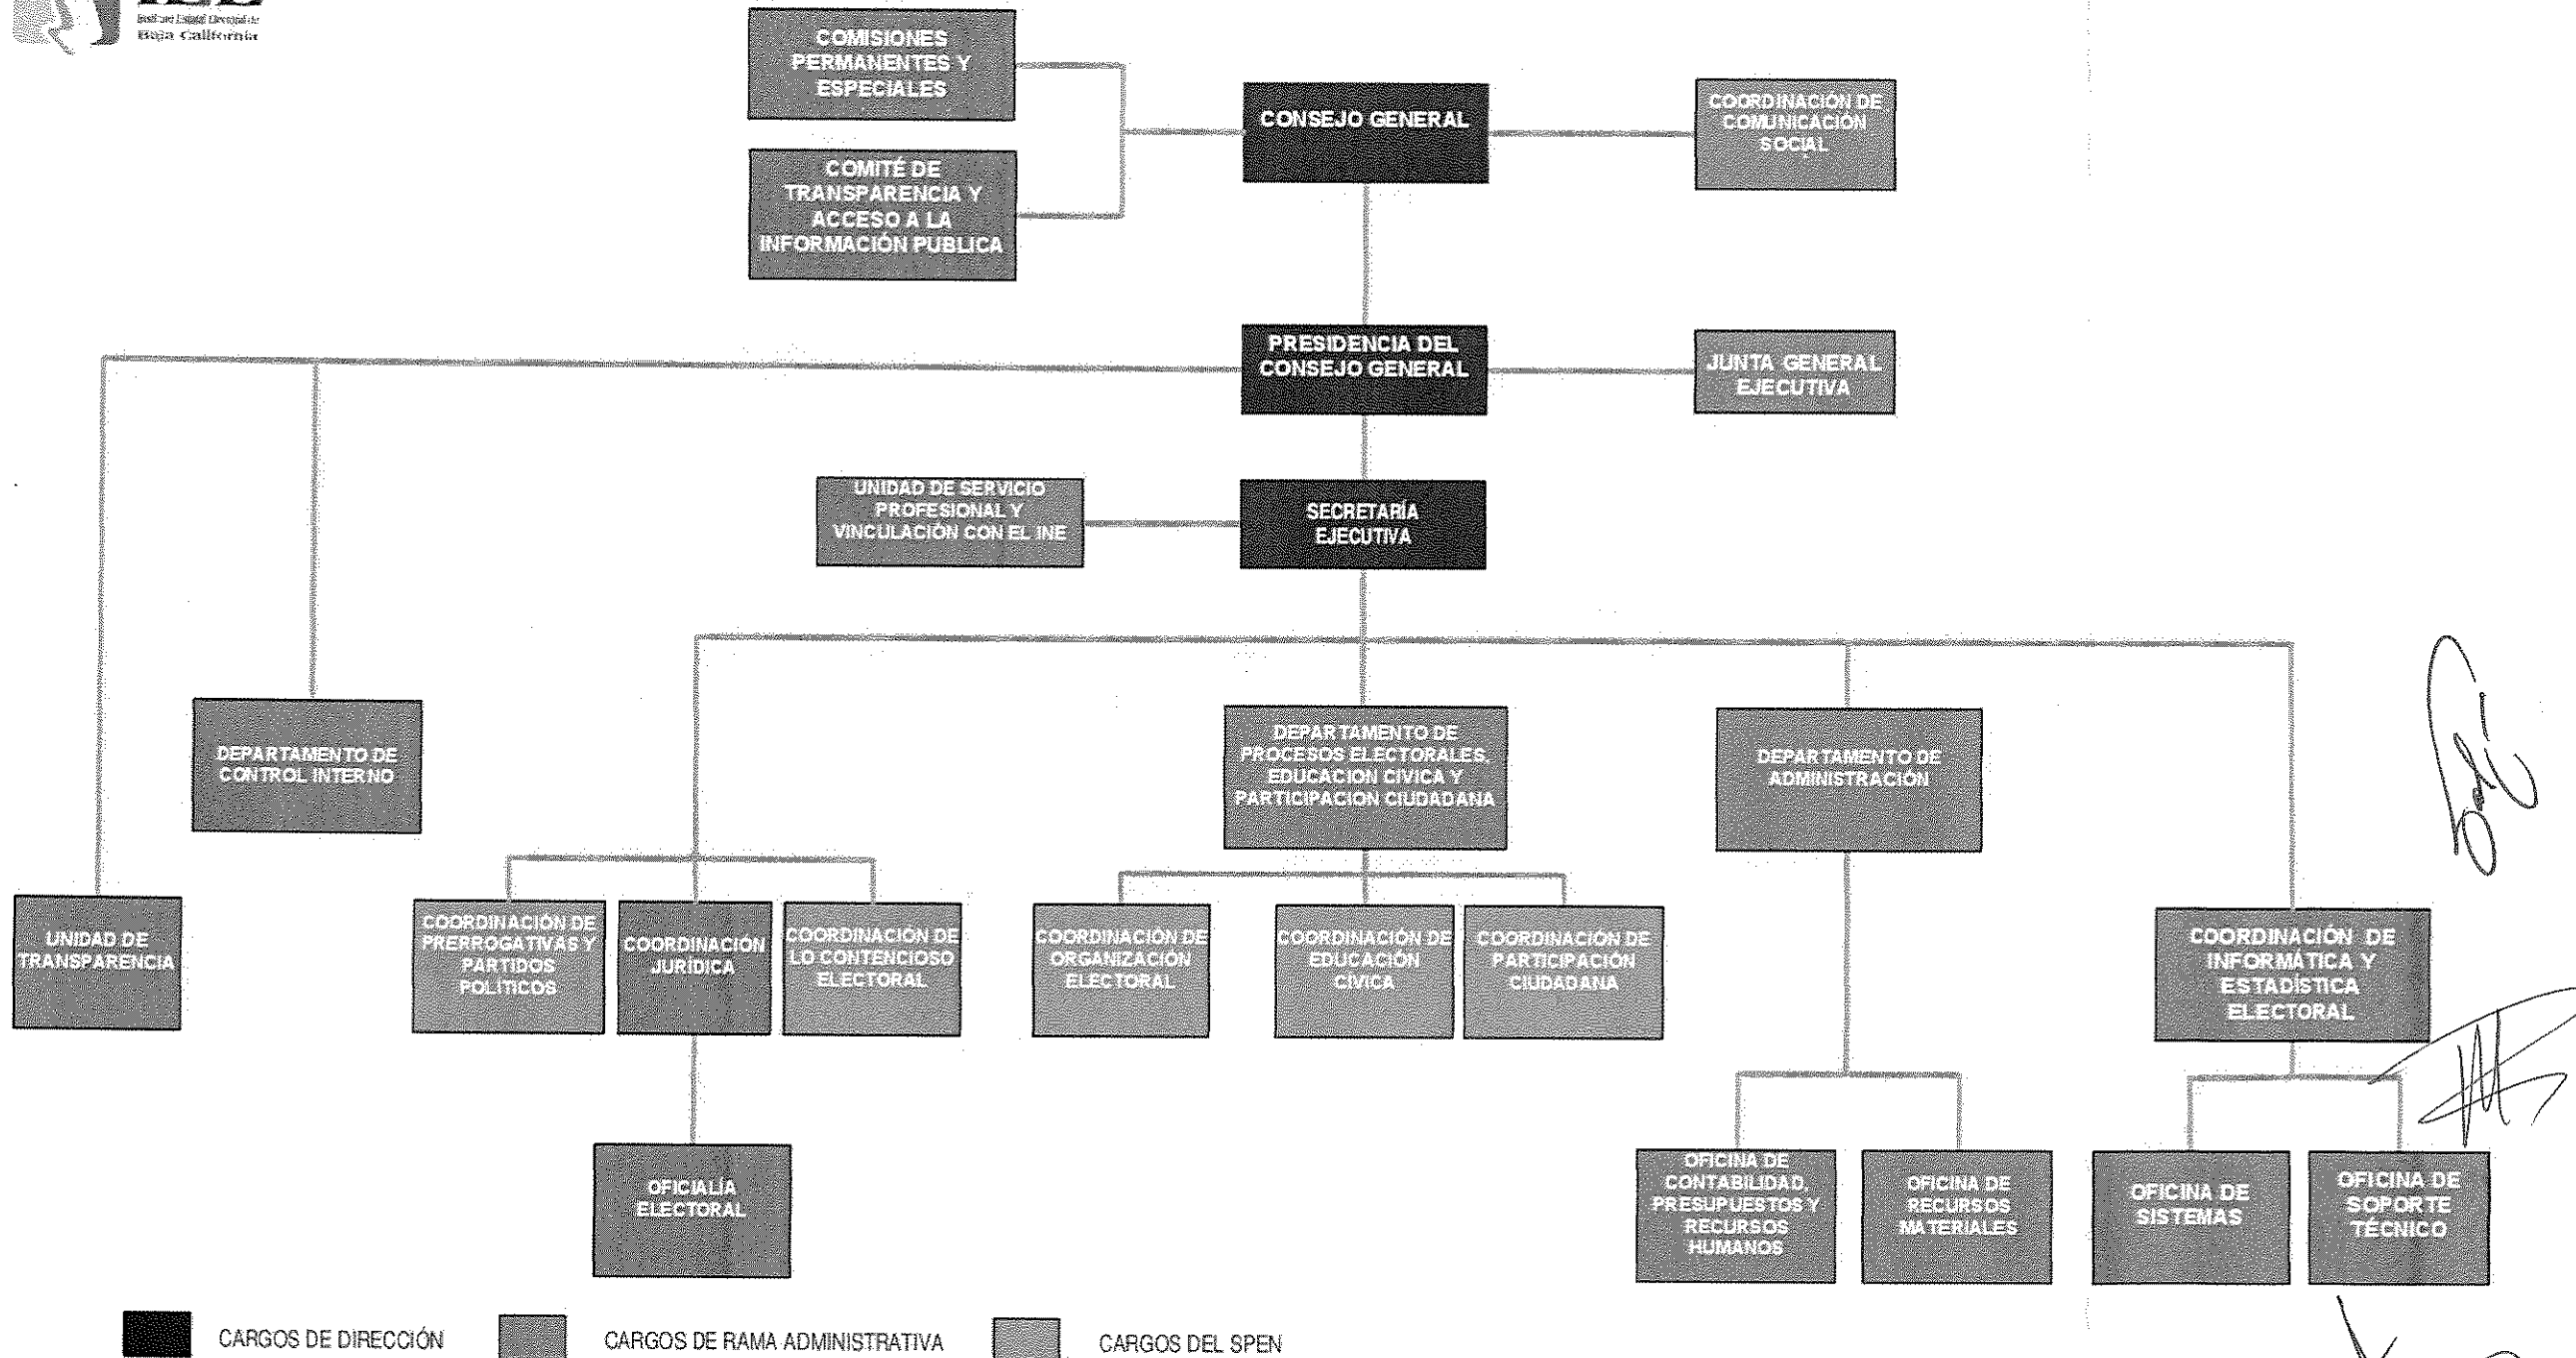 Baja California
COMISIONES
PERMANENTES Y
ESPECIALES
CONSEJO GENERAL
COORDINACIÓN DE
COMUNICACIÓN
SOCIAL
COMITÉ DE
TRANSPARENCIA Y
ACCESO A LA
INFORMACIÓN PUBLICA
PRESIDENCIA DEL
CONSEJO GENERAL
JUNTA GENERAL
EJECUTIVA
UNIDAD DE SERVICIO
PROFESIONAL Y
VINCULACIÓN CON EL INE
SECRETARÍA
EJECUTIVA
DEPARTAMENTO DE
CONTROL INTERNO
DEPARTAMENTO DE
PROCESOS ELECTORALES,
EDUCACION CIVICA Y
PARTICIPACION CIUDADANA
DEPARTAMENTO DE
ADMINISTRACIÓN
UNIDAD DE
TRANSPARENCIA
COORDINACIÓN DE
PRERROGATIVAS Y
PARTIDOS
POLÍTICOS
COORDINACIÓN
JURÍDICA
COORDINACIÓN DE
LO CONTENCIOSO
ELECTORAL
COORDINACIÓN DE
ORGANIZACIÓN
ELECTORAL
COORDINACIÓN DE
EDUCACIÓN
CÍVICA
COORDINACIÓN DE
PARTICIPACIÓN
CIUDADANA
COORDINACIÓN DE
INFORMÁTICA Y
ESTADÍSTICA
ELECTORAL
OFICIALÍA
ELECTORAL
OFICINA DE
CONTABILIDAD,
PRESUPUESTOS Y
RECURSOS
HUMANOS
OFICINA DE
RECURSOS
MATERIALES
OFICINA DE
SISTEMAS
OFICINA DE
SOPORTE
TÉCNICO
CARGOS DE DIRECCIÓN
CARGOS DE RAMA ADMINISTRATIVA
CARGOS DEL SPEN